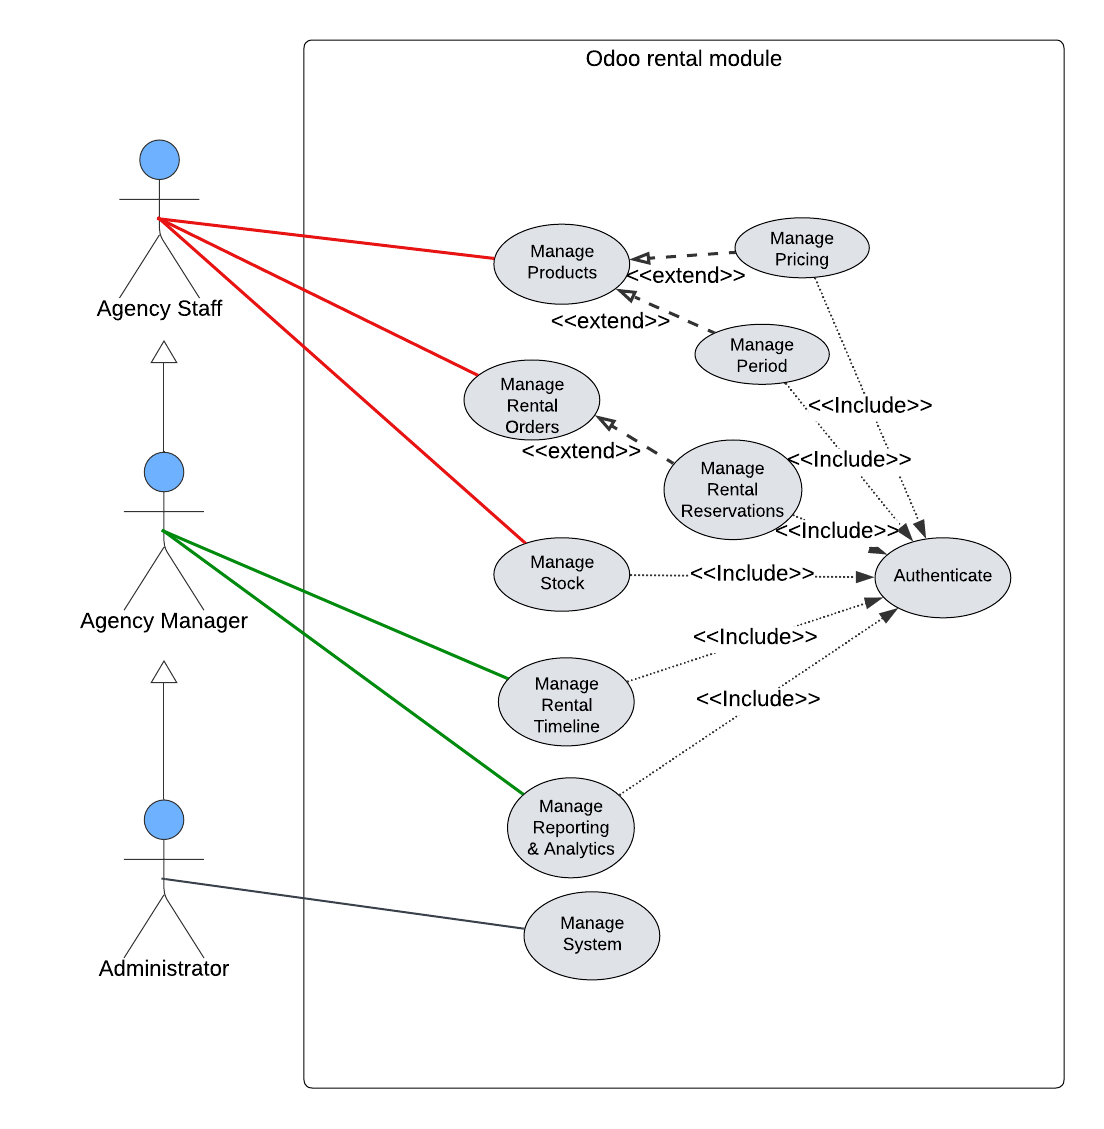 Odoo rental module
Agency Staff
Manage
Products
Manage
Pricing
<<extend>>
<<extend>>
Manage
Period
Manage
Rental
Orders
<<Include>>
<<extend>>
<<Include>>
Manage
Rental
Reservations
<<Include>>
Manage
Stock
<<Include>>
Authenticate
Agency Manager
<<Include>>
Manage
Rental
Timeline
<<Include>>
Manage
Reporting
& Analytics
Manage
System
Administrator